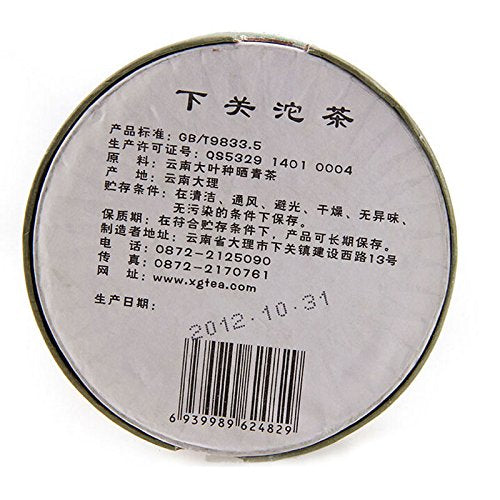 下关沱茶
产品标准: GB/T9833.5
生产许可证号: QS5329 1401 0004
原 料: 云南大叶种晒青茶
产 地: 云南大理
贮存条件: 在清洁、通风、避光、干燥、无异味、
无污染的条件下保存。
保质期: 在符合贮存条件下，产品可长期保存。
制造者地址: 云南省大理市下关镇建设西路13号
电 话: 0872-2125090
传 真: 0872-2170761
网 址: www.xgtea.com
生产日期:
2012.10.31
6 939989 624829